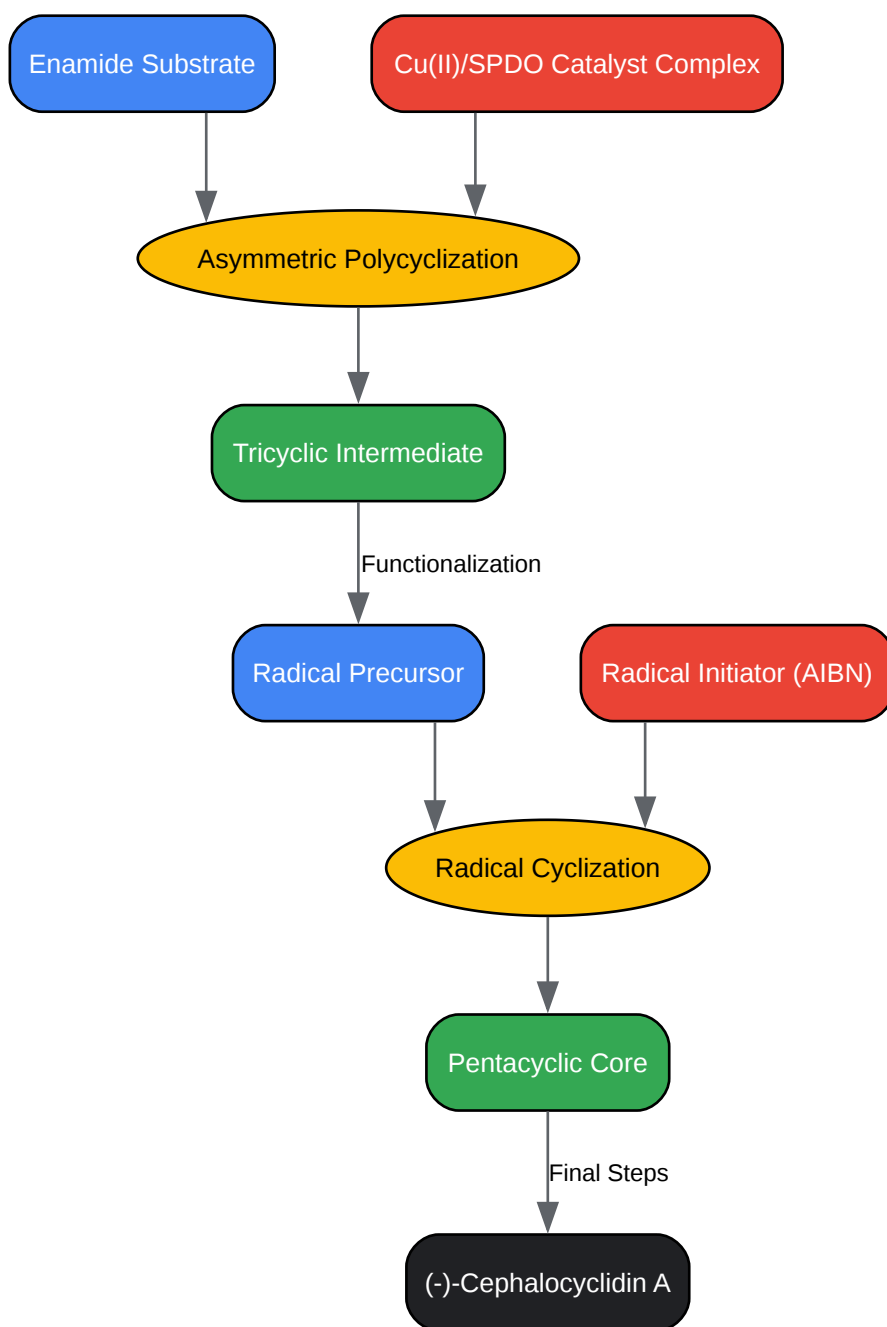 Enamide Substrate
Cu(II)/SPDO Catalyst Complex
Asymmetric Polycyclization
Tricyclic Intermediate
Functionalization
Radical Precursor
Radical Initiator (AIBN)
Radical Cyclization
Pentacyclic Core
Final Steps
(-)-Cephalocyclidin A